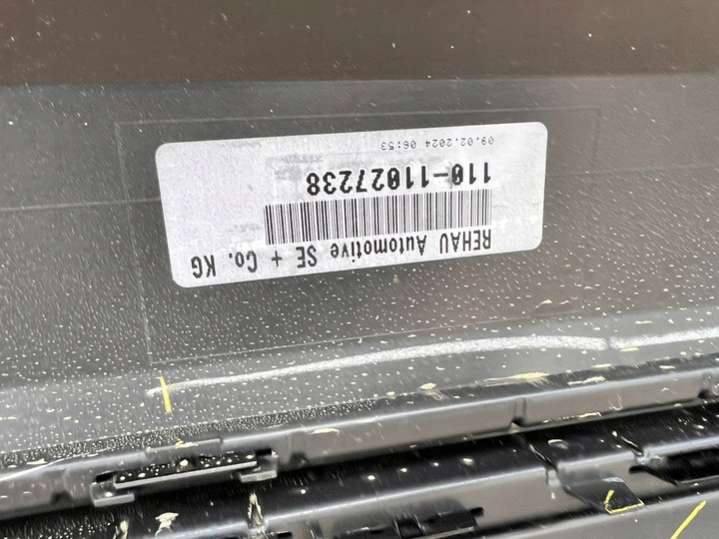 REHAU Automotive SE + Co. KG
110-11027238
09.02.2024 06:53